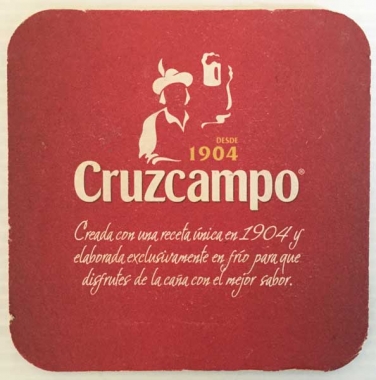 DESDE
1904
Cruzcampo®
Creada con una receta única en 1904 y
elaborada exclusivamente en frío para que
disfrutes de la caña con el mejor sabor.